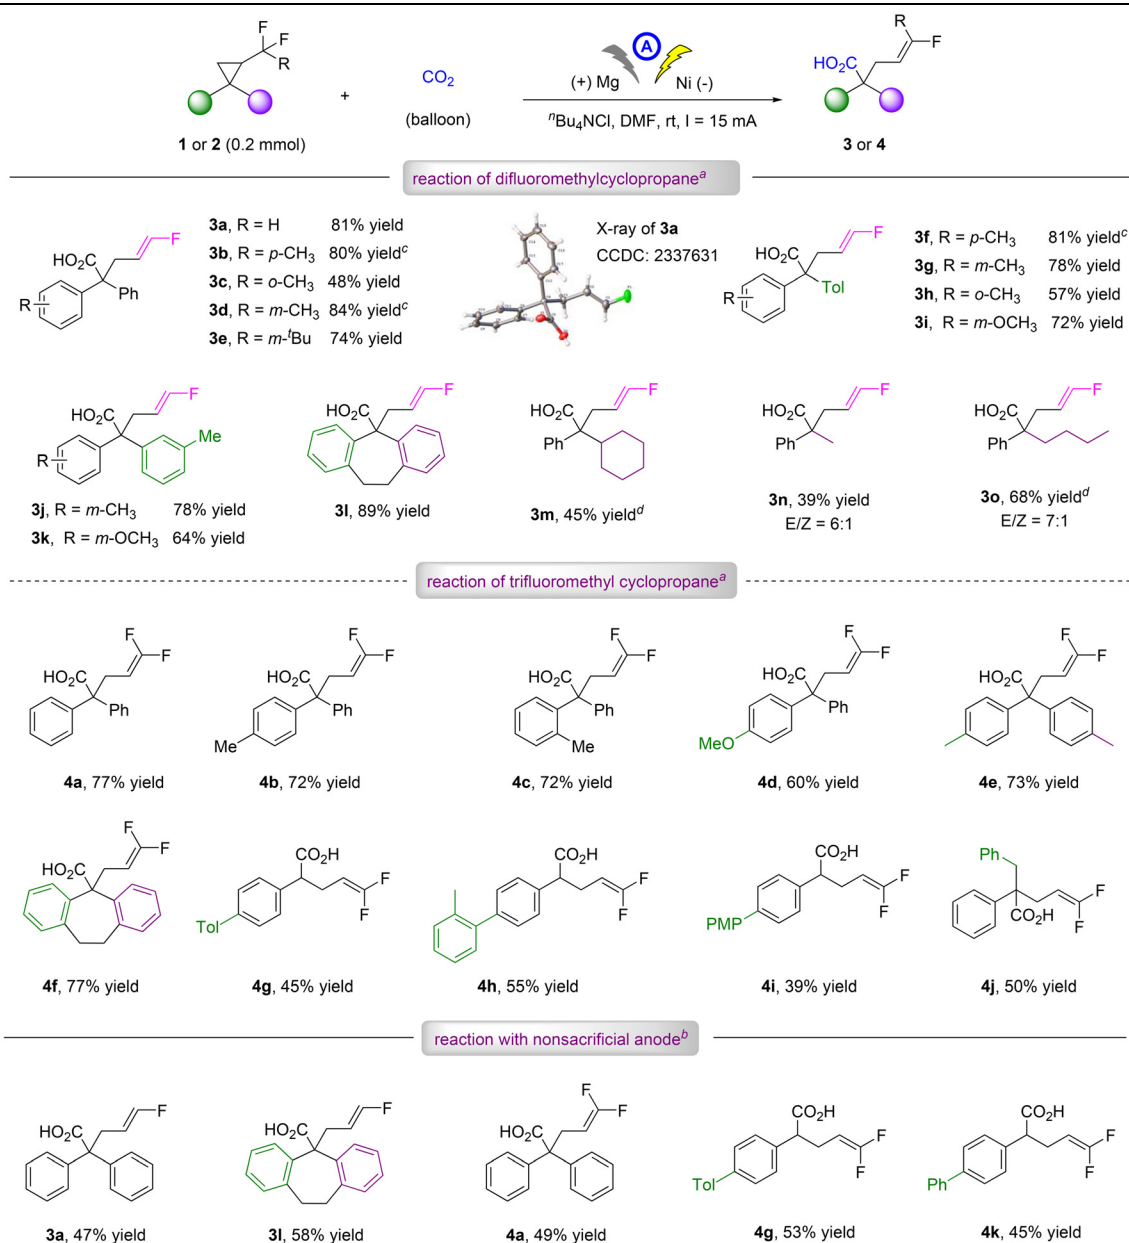 F
F
R
CO₂
(balloon)
+
A
(+) Mg
Ni (-)
ⁿBu₄NCl, DMF, rt, I = 15 mA
R
F
HO₂C
1 or 2 (0.2 mmol)
3 or 4
reaction of difluoromethylcyclopropaneᵃ
HO₂C
F
R
Ph
3a, R = H 81% yield
3b, R = p-CH₃ 80% yieldᶜ
3c, R = o-CH₃ 48% yield
3d, R = m-CH₃ 84% yieldᶜ
3e, R = m-ᵗBu 74% yield
X-ray of 3a
CCDC: 2337631
HO₂C
F
R
Tol
3f, R = p-CH₃ 81% yieldᶜ
3g, R = m-CH₃ 78% yield
3h, R = o-CH₃ 57% yield
3i, R = m-OCH₃ 72% yield
HO₂C
F
R
Me
3j, R = m-CH₃ 78% yield
3k, R = m-OCH₃ 64% yield
HO₂C
F
3l, 89% yield
HO₂C
F
Ph
3m, 45% yieldᵈ
HO₂C
F
Ph
3n, 39% yield
E/Z = 6:1
HO₂C
F
Ph
3o, 68% yieldᵈ
E/Z = 7:1
reaction of trifluoromethyl cyclopropaneᵃ
F
F
HO₂C
Ph
4a, 77% yield
F
F
HO₂C
Ph
Me
4b, 72% yield
F
F
HO₂C
Ph
Me
4c, 72% yield
F
F
HO₂C
Ph
MeO
4d, 60% yield
F
F
HO₂C
4e, 73% yield
F
F
HO₂C
4f, 77% yield
CO₂H
F
F
Tol
4g, 45% yield
CO₂H
F
F
4h, 55% yield
CO₂H
F
F
PMP
4i, 39% yield
Ph
CO₂H
F
F
4j, 50% yield
reaction with nonsacrificial anodeᵇ
HO₂C
F
3a, 47% yield
HO₂C
F
3l, 58% yield
F
F
HO₂C
4a, 49% yield
CO₂H
F
F
Tol
4g, 53% yield
CO₂H
F
F
Ph
4k, 45% yield